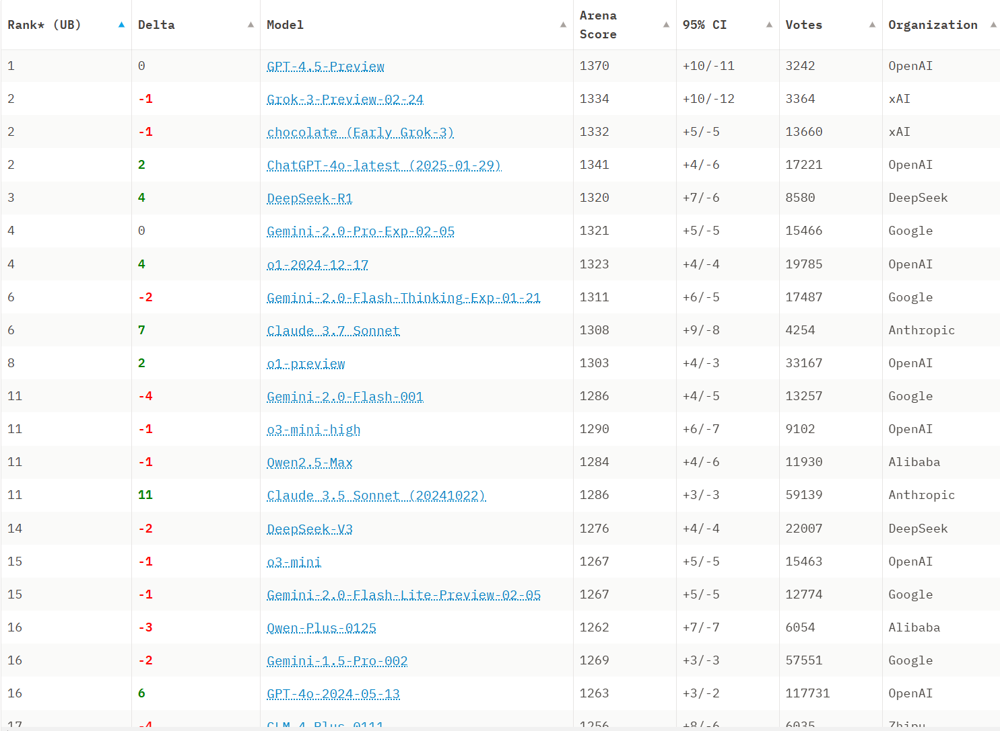 Rank* (UB) Delta Model Arena Score 95% CI Votes Organization
1 0 GPT-4.5-Preview 1370 +10/-11 3242 OpenAI
2 -1 Grok-3-Preview-02-24 1334 +10/-12 3364 xAI
2 -1 chocolate (Early Grok-3) 1332 +5/-5 13660 xAI
2 2 ChatGPT-4o-latest (2025-01-29) 1341 +4/-6 17221 OpenAI
3 4 DeepSeek-R1 1320 +7/-6 8580 DeepSeek
4 0 Gemini-2.0-Pro-Exp-02-05 1321 +5/-5 15466 Google
4 4 o1-2024-12-17 1323 +4/-4 19785 OpenAI
6 -2 Gemini-2.0-Flash-Thinking-Exp-01-21 1311 +6/-5 17487 Google
6 7 Claude 3.7 Sonnet 1308 +9/-8 4254 Anthropic
8 2 o1-preview 1303 +4/-3 33167 OpenAI
11 -4 Gemini-2.0-Flash-001 1286 +4/-5 13257 Google
11 -1 o3-mini-high 1290 +6/-7 9102 OpenAI
11 -1 Qwen2.5-Max 1284 +4/-6 11930 Alibaba
11 11 Claude 3.5 Sonnet (20241022) 1286 +3/-3 59139 Anthropic
14 -2 DeepSeek-V3 1276 +4/-4 22007 DeepSeek
15 -1 o3-mini 1267 +5/-5 15463 OpenAI
15 -1 Gemini-2.0-Flash-Lite-Preview-02-05 1267 +5/-5 12774 Google
16 -3 Qwen-Plus-0125 1262 +7/-7 6054 Alibaba
16 -2 Gemini-1.5-Pro-002 1269 +3/-3 57551 Google
16 6 GPT-4o-2024-05-13 1263 +3/-2 117731 OpenAI
17 -4 GLM-4-Plus-0111 1256 +8/-6 6035 Zhipu